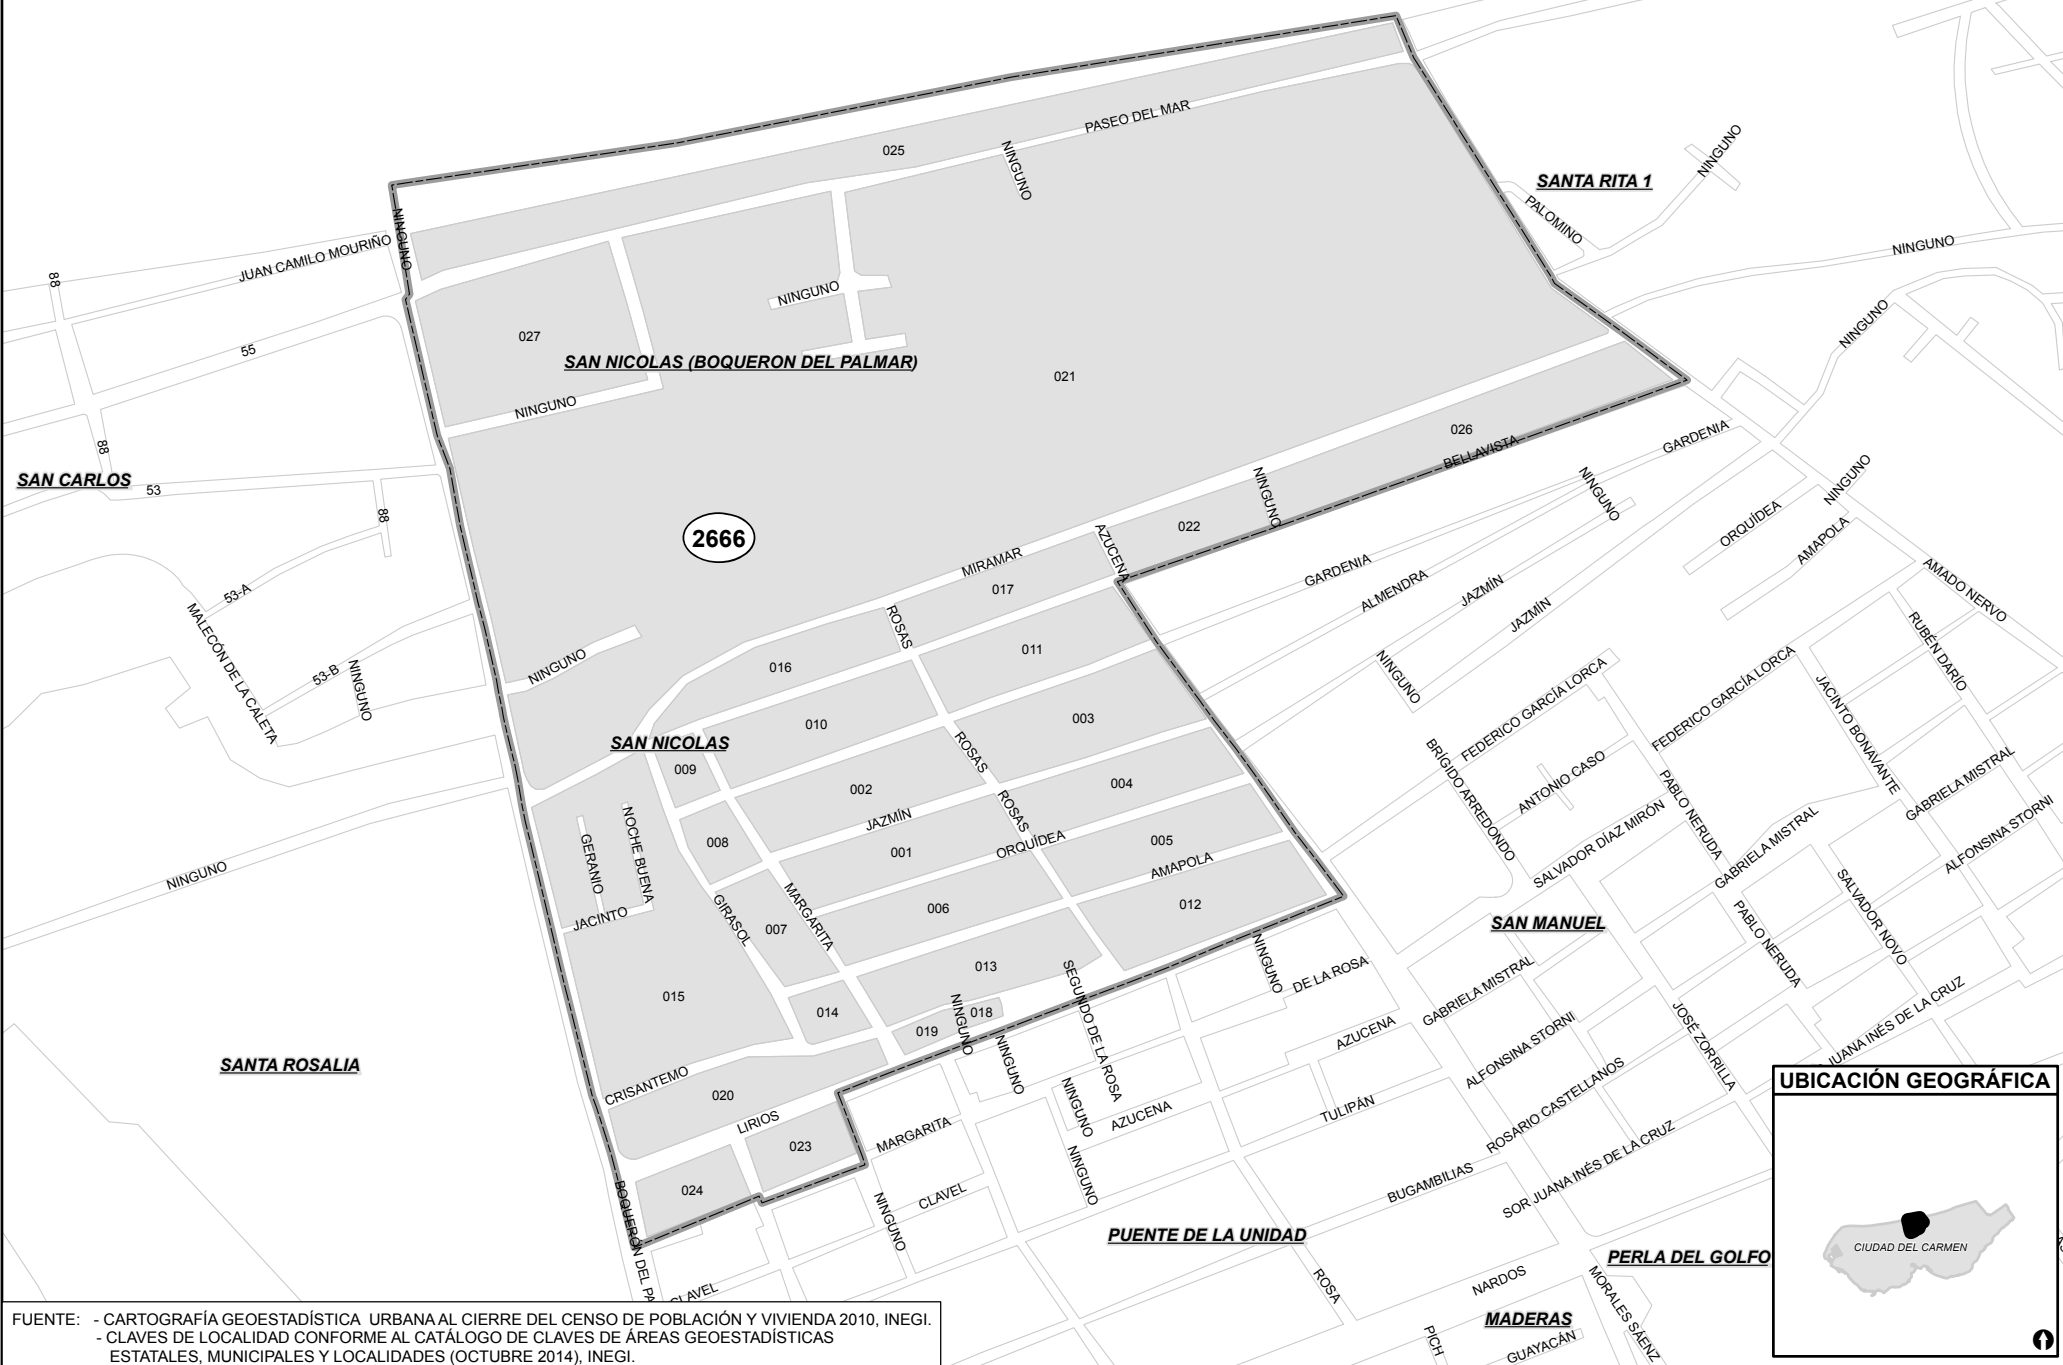 PASEO DEL MAR
025
NINGUNO
SANTA RITA 1
NINGUNO
PALOMINO
NINGUNO
NINGUNO
JUAN CAMILO MOURIÑO
88
NINGUNO
027
55
SAN NICOLAS (BOQUERON DEL PALMAR)
021
NINGUNO
NINGUNO
026
BELLAVISTA
GARDENIA
88
SAN CARLOS
53
88
NINGUNO
NINGUNO
NINGUNO
ORQUÍDEA
AMAPOLA
022
2666
AZUCENA
MIRAMAR
GARDENIA
ALMENDRA
JAZMÍN
JAZMÍN
AMADO NERVO
53-A
017
ROSAS
MALECÓN DE LA CALETA
RUBÉN DARÍO
011
016
NINGUNO
53-B
NINGUNO
NINGUNO
FEDERICO GARCÍA LORCA
FEDERICO GARCÍA LORCA
JACINTO BONAVANTE
003
010
SAN NICOLAS
009
ROSAS
BRÍGIDO ARREDONDO
ANTONIO CASO
PABLO NERUDA
GABRIELA MISTRAL
002
004
ROSAS
JAZMÍN
NOCHE BUENA
GERANIO
008
001
ORQUÍDEA
005
AMAPOLA
SALVADOR DÍAZ MIRÓN
GABRIELA MISTRAL
ALFONSINA STORNI
NINGUNO
MARGARITA
006
012
JACINTO
GIRASOL
007
SAN MANUEL
PABLO NERUDA
SALVADOR NOVO
013
SEGUNDO DE LA ROSA
NINGUNO
DE LA ROSA
GABRIELA MISTRAL
015
014
NINGUNO
018
019
AZUCENA
ALFONSINA STORNI
JOSÉ ZORRILLA
JUANA INÉS DE LA CRUZ
SANTA ROSALIA
CRISANTEMO
020
NINGUNO
NINGUNO
AZUCENA
TULIPÁN
ROSARIO CASTELLANOS
LIRIOS
023
MARGARITA
NINGUNO
024
CLAVEL
NINGUNO
BUGAMBILIAS
SOR JUANA INÉS DE LA CRUZ
BOQUERÓN DEL PA
PUENTE DE LA UNIDAD
PERLA DEL GOLFO
CLAVEL
ROSA
NARDOS
MORALES SÁENZ
MADERAS
PICH
GUAYACÁN
UBICACIÓN GEOGRÁFICA
CIUDAD DEL CARMEN
FUENTE: - CARTOGRAFÍA GEOESTADÍSTICA URBANA AL CIERRE DEL CENSO DE POBLACIÓN Y VIVIENDA 2010, INEGI.
- CLAVES DE LOCALIDAD CONFORME AL CATÁLOGO DE CLAVES DE ÁREAS GEOESTADÍSTICAS
ESTATALES, MUNICIPALES Y LOCALIDADES (OCTUBRE 2014), INEGI.